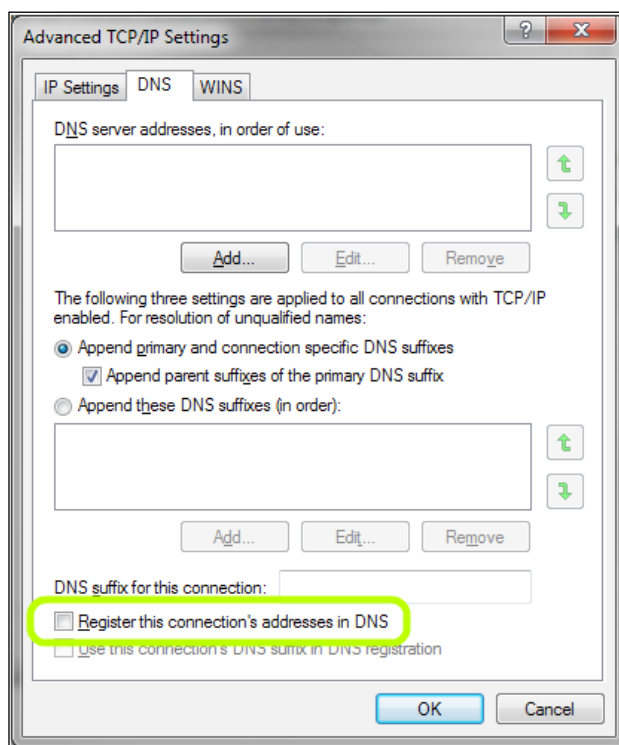 Advanced TCP/IP Settings
IP Settings
DNS
WINS
DNS server addresses, in order of use:
Add...
Edit...
Remove
The following three settings are applied to all connections with TCP/IP
enabled. For resolution of unqualified names:
Append primary and connection specific DNS suffixes
Append parent suffixes of the primary DNS suffix
Append these DNS suffixes (in order):
Add...
Edit...
Remove
DNS suffix for this connection:
Register this connection's addresses in DNS
Use this connection's DNS suffix in DNS registration
OK
Cancel